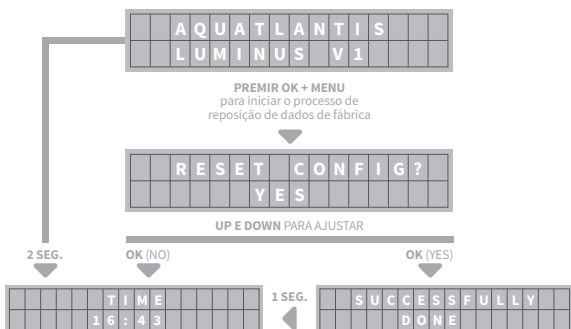 AQUATLANTIS
LUMINUS V1
PREMIR OK + MENU
para iniciar o processo de
reposição de dados de fábrica
RESET CONFIG?
YES
UP E DOWN PARA AJUSTAR
2 SEG.
OK (NO)
OK (YES)
TIME
16:43
1 SEG.
SUCCESSFULLY
DONE